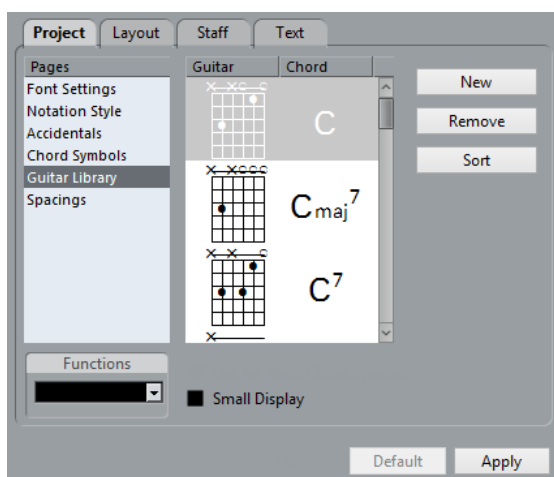 Project Layout Staff Text
Pages
Font Settings
Notation Style
Accidentals
Chord Symbols
Guitar Library
Spacings
Guitar Chord
C
Cmaj7
C7
New
Remove
Sort
Functions
Small Display
Default Apply